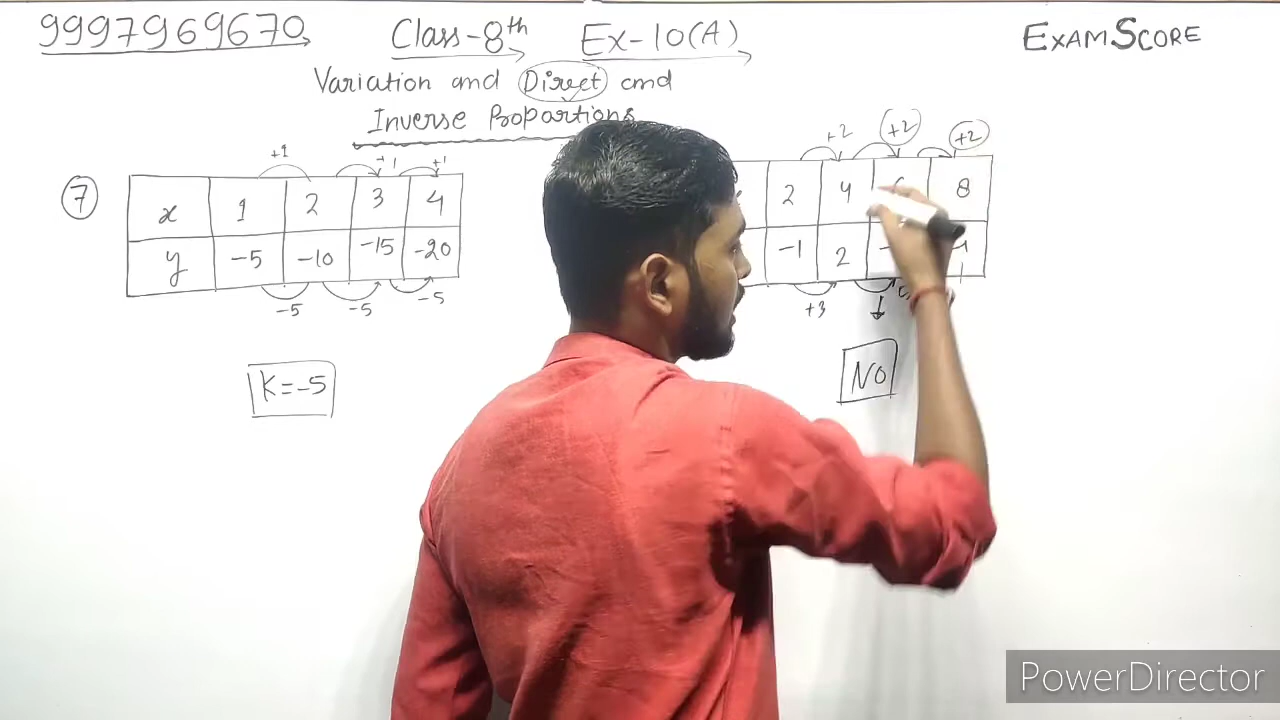 9997969670 Class-8th Ex-10(A) EXAMSCORE
Variation and Direct and
Inverse Proportions
+1 +1 +1 +2 +2 +2
7 x 1 2 3 4 2 4 8
y -5 -10 -15 -20 -1 2
-5 -5 -5 +3
K=-5 NO
PowerDirector